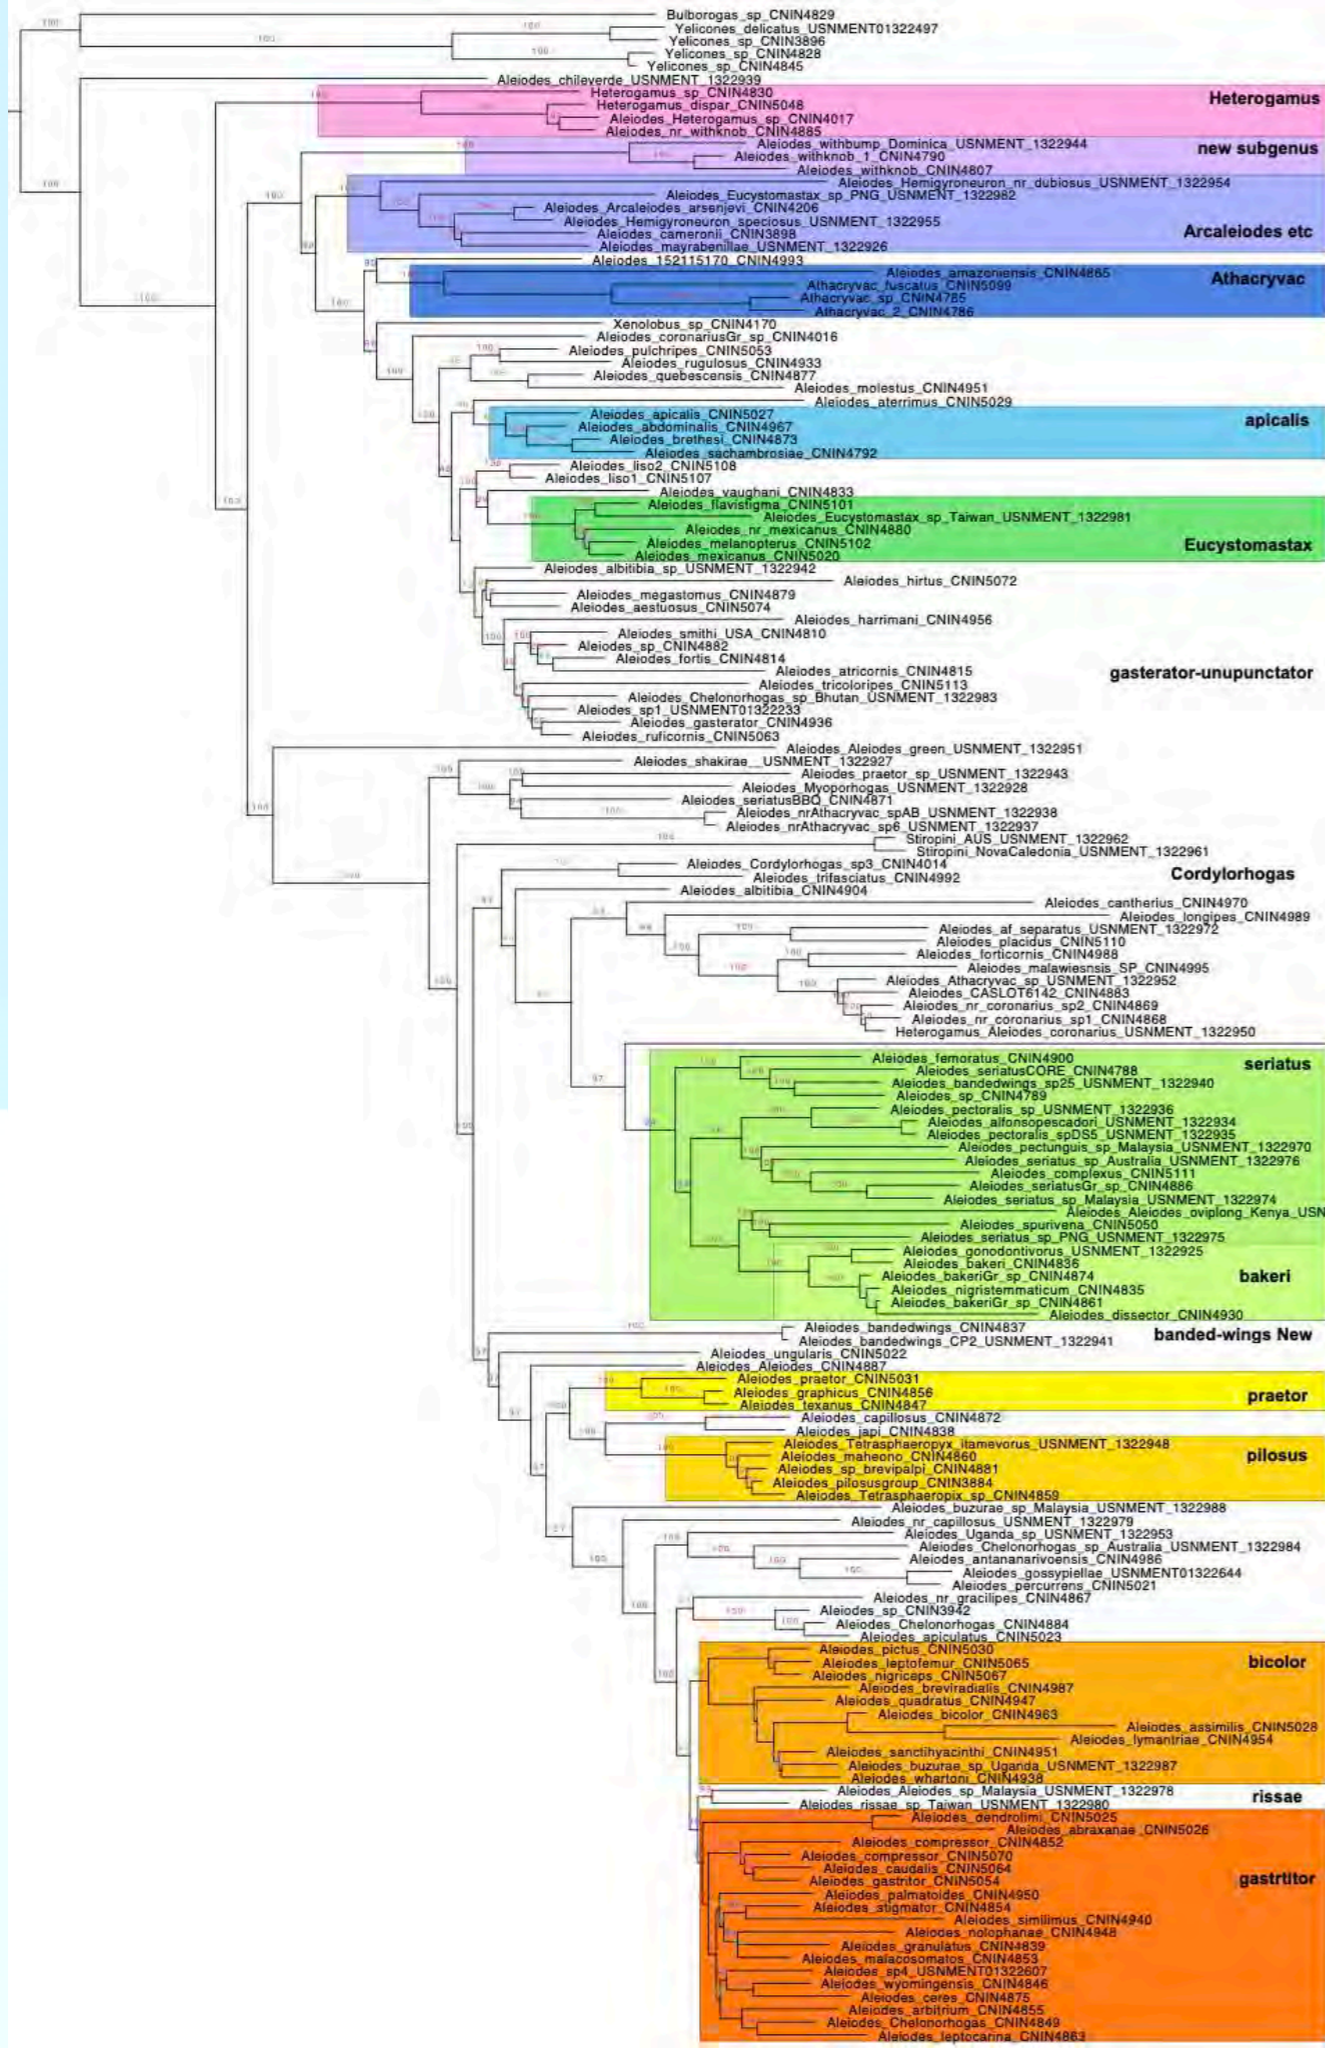 Bulborogas_sp_CNIN4829
Yelicones_delicatus_USNMENT01322497
Yelicones_sp_CNIN3896
Yelicones_sp_CNIN4828
Yelicones_sp_CNIN4845
Aleiodes_chileverde_USNMENT_1322939
Heterogamus_sp_CNIN4830
Heterogamus
Heterogamus_dispar_CNIN5048
Aleiodes_Heterogamus_sp_CNIN4017
Aleiodes_nr_withknob_CNIN4885
Aleiodes_withbump_Dominica_USNMENT_1322944
new subgenus
Aleiodes_withknob_1_CNIN4790
Aleiodes_withknob_CNIN4807
Aleiodes_Hemigyroneuron_nr_dubiosus_USNMENT_1322954
Aleiodes_Eucystomastax_sp_PNG_USNMENT_1322982
Aleiodes_Arcaleiodes_arsenjevi_CNIN4206
Aleiodes_Hemigyroneuron_speciosus_USNMENT_1322955
Aleiodes_cameronii_CNIN3898
Arcaleiodes etc
Aleiodes_mayrabenillae_USNMENT_1322926
Aleiodes_152115170_CNIN4993
Aleiodes_amazoniensis_CNIN4865
Athacryvac
Athacryvac_fuscatus_CNIN5099
Athacryvac_sp_CNIN4785
Athacryvac_2_CNIN4786
Xenolobus_sp_CNIN4170
Aleiodes_coronariusGr_sp_CNIN4016
Aleiodes_pulchripes_CNIN5053
Aleiodes_rugulosus_CNIN4933
Aleiodes_quebescensis_CNIN4877
Aleiodes_molestus_CNIN4951
Aleiodes_aterrimus_CNIN5029
Aleiodes_apicalis_CNIN5027
apicalis
Aleiodes_abdominalis_CNIN4967
Aleiodes_brethesi_CNIN4873
Aleiodes_sachambrosiae_CNIN4792
Aleiodes_liso2_CNIN5108
Aleiodes_liso1_CNIN5107
Aleiodes_vaughani_CNIN4833
Aleiodes_flavistigma_CNIN5101
Aleiodes_Eucystomastax_sp_Taiwan_USNMENT_1322981
Aleiodes_nr_mexicanus_CNIN4880
Aleiodes_melanopterus_CNIN5102
Eucystomastax
Aleiodes_mexicanus_CNIN5020
Aleiodes_albitibia_sp_USNMENT_1322942
Aleiodes_hirtus_CNIN5072
Aleiodes_megastomus_CNIN4879
Aleiodes_aestuosus_CNIN5074
Aleiodes_harrimani_CNIN4956
Aleiodes_smithi_USA_CNIN4810
Aleiodes_sp_CNIN4882
Aleiodes_fortis_CNIN4814
Aleiodes_atricornis_CNIN4815
gasterator-unupunctator
Aleiodes_tricoloripes_CNIN5113
Aleiodes_Chelonorhogas_sp_Bhutan_USNMENT_1322983
Aleiodes_sp1_USNMENT01322233
Aleiodes_gasterator_CNIN4936
Aleiodes_ruficornis_CNIN5063
Aleiodes_Aleiodes_green_USNMENT_1322951
Aleiodes_shakirae__USNMENT_1322927
Aleiodes_praetor_sp_USNMENT_1322943
Aleiodes_Myoporhogas_USNMENT_1322928
Aleiodes_seriatusBBQ_CNIN4871
Aleiodes_nrAthacryvac_spAB_USNMENT_1322938
Aleiodes_nrAthacryvac_sp6_USNMENT_1322937
Stiropini_AUS_USNMENT_1322962
Stiropini_NovaCaledonia_USNMENT_1322961
Aleiodes_Cordylorhogas_sp3_CNIN4014
Cordylorhogas
Aleiodes_trifasciatus_CNIN4992
Aleiodes_albitibia_CNIN4904
Aleiodes_cantherius_CNIN4970
Aleiodes_longipes_CNIN4989
Aleiodes_af_separatus_USNMENT_1322972
Aleiodes_placidus_CNIN5110
Aleiodes_forticornis_CNIN4988
Aleiodes_malawiesnsis_SP_CNIN4995
Aleiodes_Athacryvac_sp_USNMENT_1322952
Aleiodes_CASLOT6142_CNIN4883
Aleiodes_nr_coronarius_sp2_CNIN4869
Aleiodes_nr_coronarius_sp1_CNIN4868
Heterogamus_Aleiodes_coronarius_USNMENT_1322950
Aleiodes_femoratus_CNIN4900
seriatus
Aleiodes_seriatusCORE_CNIN4788
Aleiodes_bandedwings_sp25_USNMENT_1322940
Aleiodes_sp_CNIN4789
Aleiodes_pectoralis_sp_USNMENT_1322936
Aleiodes_alfonsopescadori_USNMENT_1322934
Aleiodes_pectoralis_spDS5_USNMENT_1322935
Aleiodes_pectunguis_sp_Malaysia_USNMENT_1322970
Aleiodes_seriatus_sp_Australia_USNMENT_1322976
Aleiodes_complexus_CNIN5111
Aleiodes_seriatusGr_sp_CNIN4886
Aleiodes_seriatus_sp_Malaysia_USNMENT_1322974
Aleiodes_Aleiodes_oviplong_Kenya_USN
Aleiodes_spurivena_CNIN5050
Aleiodes_seriatus_sp_PNG_USNMENT_1322975
Aleiodes_gonodontivorus_USNMENT_1322925
Aleiodes_bakeri_CNIN4836
Aleiodes_bakeriGr_sp_CNIN4874
bakeri
Aleiodes_nigristemmaticum_CNIN4835
Aleiodes_bakeriGr_sp_CNIN4861
Aleiodes_dissector_CNIN4930
Aleiodes_bandedwings_CNIN4837
banded-wings New
Aleiodes_bandedwings_CP2_USNMENT_1322941
Aleiodes_ungularis_CNIN5022
Aleiodes_Aleiodes_CNIN4887
Aleiodes_praetor_CNIN5031
Aleiodes_graphicus_CNIN4856
praetor
Aleiodes_texanus_CNIN4847
Aleiodes_capillosus_CNIN4872
Aleiodes_japi_CNIN4838
Aleiodes_Tetrasphaeropyx_itamevorus_USNMENT_1322948
Aleiodes_maheono_CNIN4860
pilosus
Aleiodes_sp_brevipalpi_CNIN4881
Aleiodes_pilosusgroup_CNIN3884
Aleiodes_Tetrasphaeropix_sp_CNIN4859
Aleiodes_buzurae_sp_Malaysia_USNMENT_1322988
Aleiodes_nr_capillosus_USNMENT_1322979
Aleiodes_Uganda_sp_USNMENT_1322953
Aleiodes_Chelonorhogas_sp_Australia_USNMENT_1322984
Aleiodes_antananarivoensis_CNIN4986
Aleiodes_gossypiellae_USNMENT01322644
Aleiodes_percurrens_CNIN5021
Aleiodes_nr_gracilipes_CNIN4867
Aleiodes_sp_CNIN3942
Aleiodes_Chelonorhogas_CNIN4884
Aleiodes_apiculatus_CNIN5023
Aleiodes_pictus_CNIN5030
Aleiodes_leptofemur_CNIN5065
bicolor
Aleiodes_nigriceps_CNIN5067
Aleiodes_breviradialis_CNIN4987
Aleiodes_quadratus_CNIN4947
Aleiodes_bicolor_CNIN4963
Aleiodes_assimilis_CNIN5028
Aleiodes_lymantriae_CNIN4954
Aleiodes_sanctihyacinthi_CNIN4951
Aleiodes_buzurae_sp_Uganda_USNMENT_1322987
Aleiodes_whartoni_CNIN4938
Aleiodes_Aleiodes_sp_Malaysia_USNMENT_1322978
rissae
Aleiodes_rissae_sp_Taiwan_USNMENT_1322980
Aleiodes_dendrolimi_CNIN5025
Aleiodes_abraxanae_CNIN5026
Aleiodes_compressor_CNIN4852
Aleiodes_compressor_CNIN5070
Aleiodes_caudalis_CNIN5064
Aleiodes_gastritor_CNIN5054
gastrtitor
Aleiodes_palmatoides_CNIN4950
Aleiodes_stigmator_CNIN4854
Aleiodes_similimus_CNIN4940
Aleiodes_nolophanae_CNIN4948
Aleiodes_granulatus_CNIN4839
Aleiodes_malacosomatos_CNIN4853
Aleiodes_sp4_USNMENT01322607
Aleiodes_wyomingensis_CNIN4846
Aleiodes_ceres_CNIN4875
Aleiodes_arbitrium_CNIN4855
Aleiodes_Chelonorhogas_CNIN4849
Aleiodes_leptocarina_CNIN4863